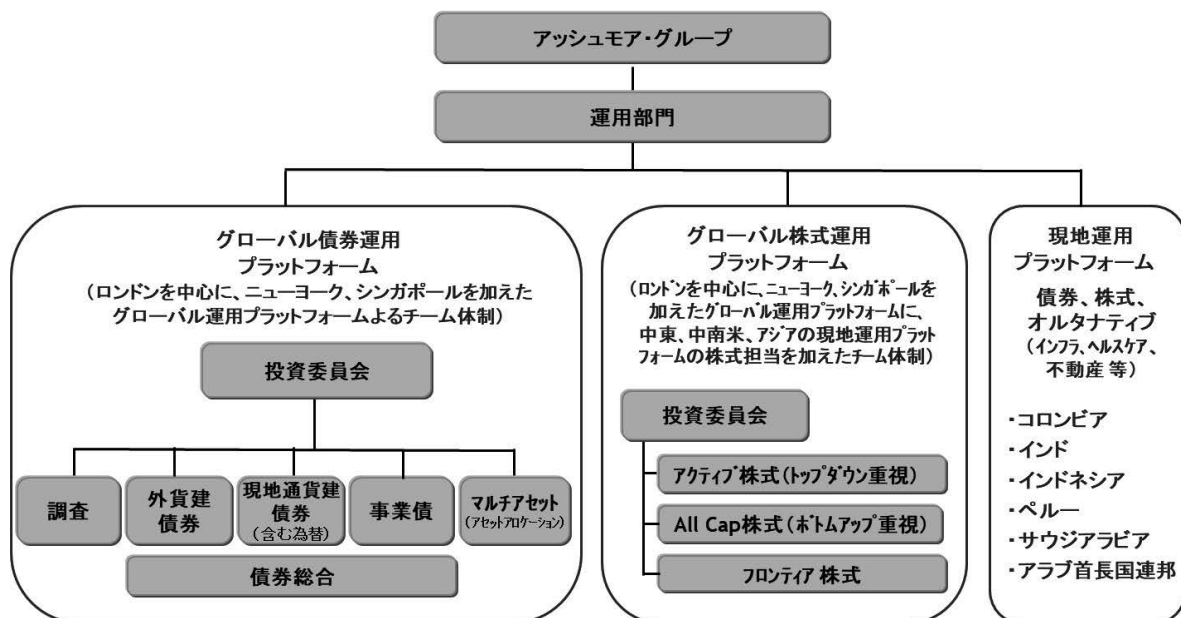 アッシュモア・グループ
運用部門
グローバル債券運用
プラットフォーム
（ロンドンを中心に、ニューヨーク、シンガポールを加えた
グローバル運用プラットフォームよるチーム体制）
投資委員会
調査
外貨建
債券
現地通貨建
債券
（含む為替）
事業債
マルチアセット
（アセットアロケーション）
債券総合
グローバル株式運用
プラットフォーム
（ロンドンを中心に、ニューヨーク、シンガポールを
加えたグローバル運用プラットフォームに、
中東、中南米、アジアの現地運用プラット
フォームの株式担当を加えたチーム体制）
投資委員会
アクティブ株式（トップダウン重視）
All Cap株式（ボトムアップ重視）
フロンティア 株式
現地運用
プラットフォーム
債券、株式、
オルタナティブ
（インフラ、ヘルスケア、
不動産 等）
・コロンビア
・インド
・インドネシア
・ペルー
・サウジアラビア
・アラブ首長国連邦